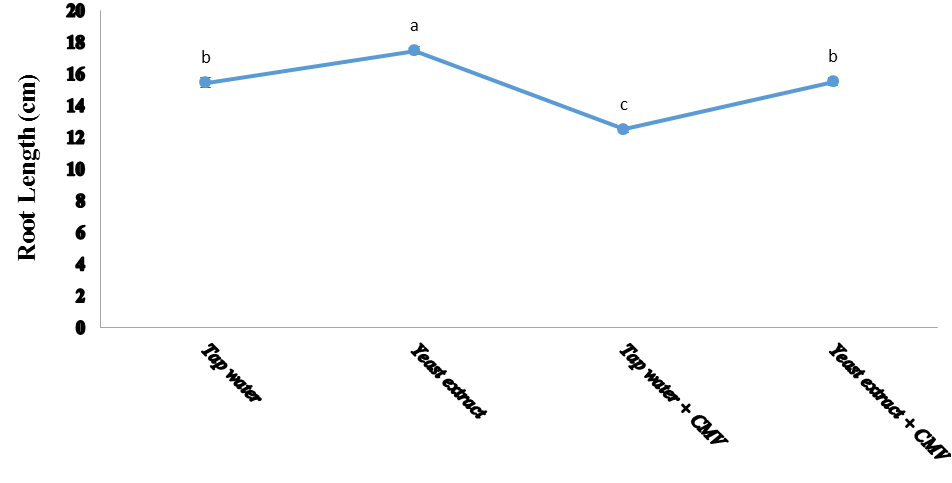 20
18
16
14
12
10
8
6
4
2
0
Root Length (cm)
b
a
c
b
Tap water
Yeast extract
Tap water + CMV
Yeast extract + CMV